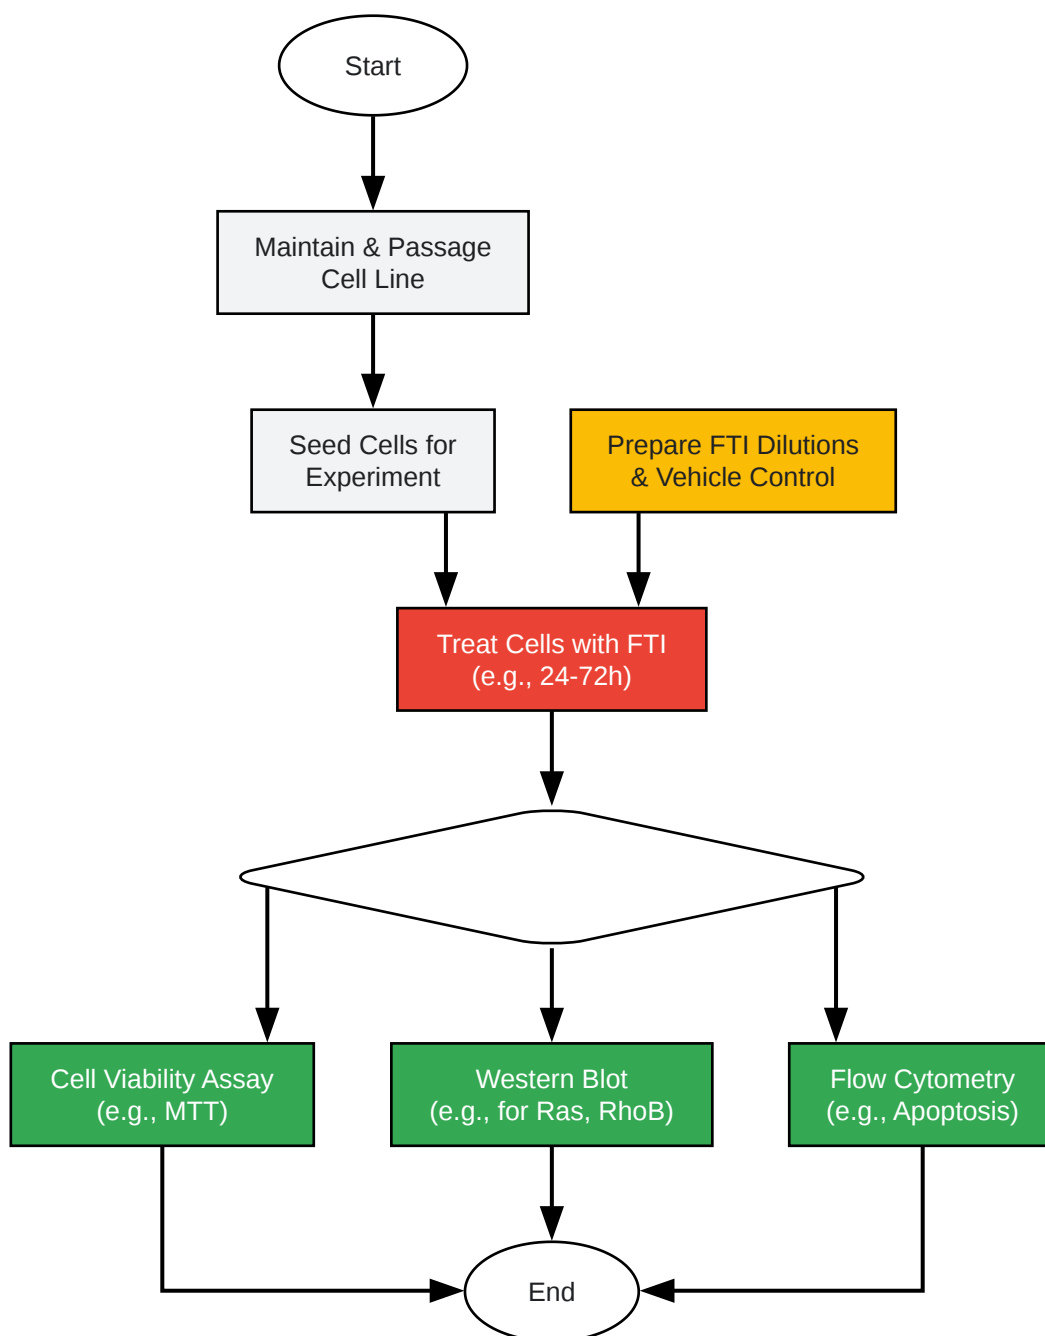 Start
Maintain & Passage
Cell Line
Seed Cells for
Experiment
Prepare FTI Dilutions
& Vehicle Control
Treat Cells with FTI
(e.g., 24-72h)
Cell Viability Assay
(e.g., MTT)
Western Blot
(e.g., for Ras, RhoB)
Flow Cytometry
(e.g., Apoptosis)
End